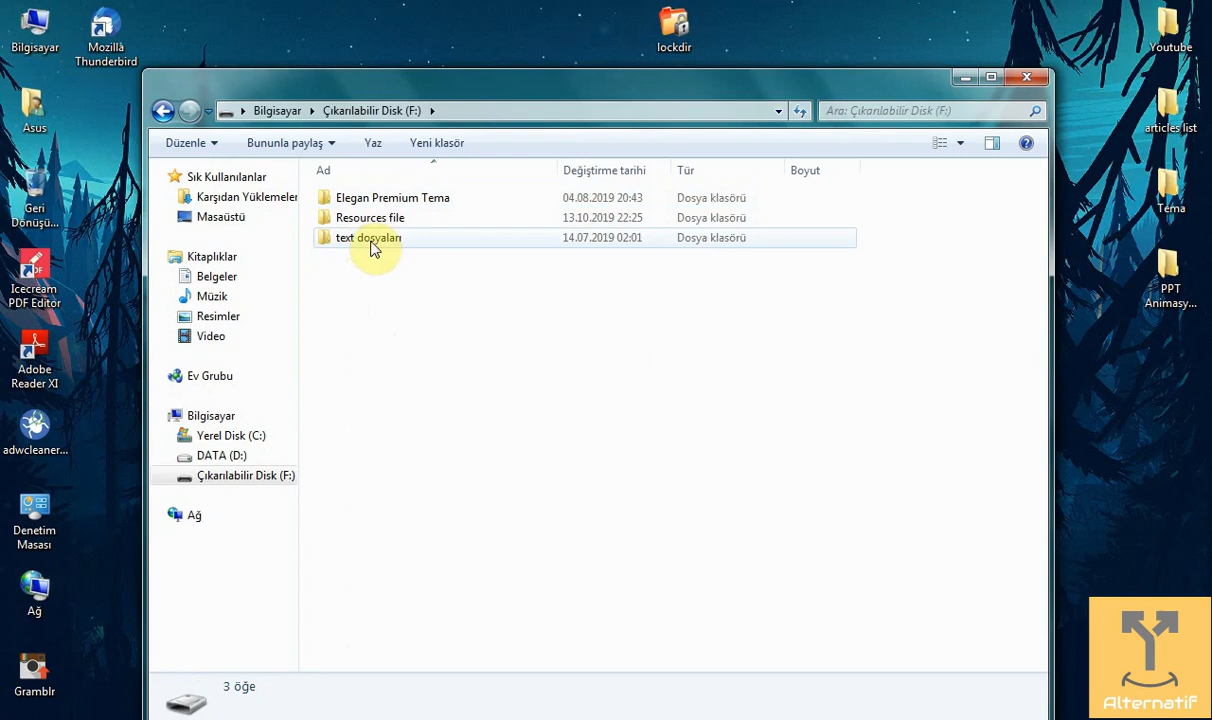 Bilgisayar
Mozilla
Thunderbird
lockdir
Youtube
Asus
articles list
Geri
Dönüşü...
Tema
Icecream
PDF Editor
PPT
Animasy...
Adobe
Reader XI
adwcleaner...
Denetim
Masası
Ağ
Gramblr
Bilgisayar
Çıkarılabilir Disk (F:)
Ara: Çıkarılabilir Disk (F:)
Düzenle
Bununla paylaş
Yaz
Yeni klasör
Sık Kullanılanlar
Karşıdan Yüklemeler
Masaüstü
Kitaplıklar
Belgeler
Müzik
Resimler
Video
Ev Grubu
Bilgisayar
Yerel Disk (C:)
DATA (D:)
Çıkarılabilir Disk (F:)
Ağ
Ad Değiştirme tarihi Tür Boyut
Elegan Premium Tema 04.08.2019 20:43 Dosya klasörü
Resources file 13.10.2019 22:25 Dosya klasörü
text dosyaları 14.07.2019 02:01 Dosya klasörü
3 öğe
Alternatif